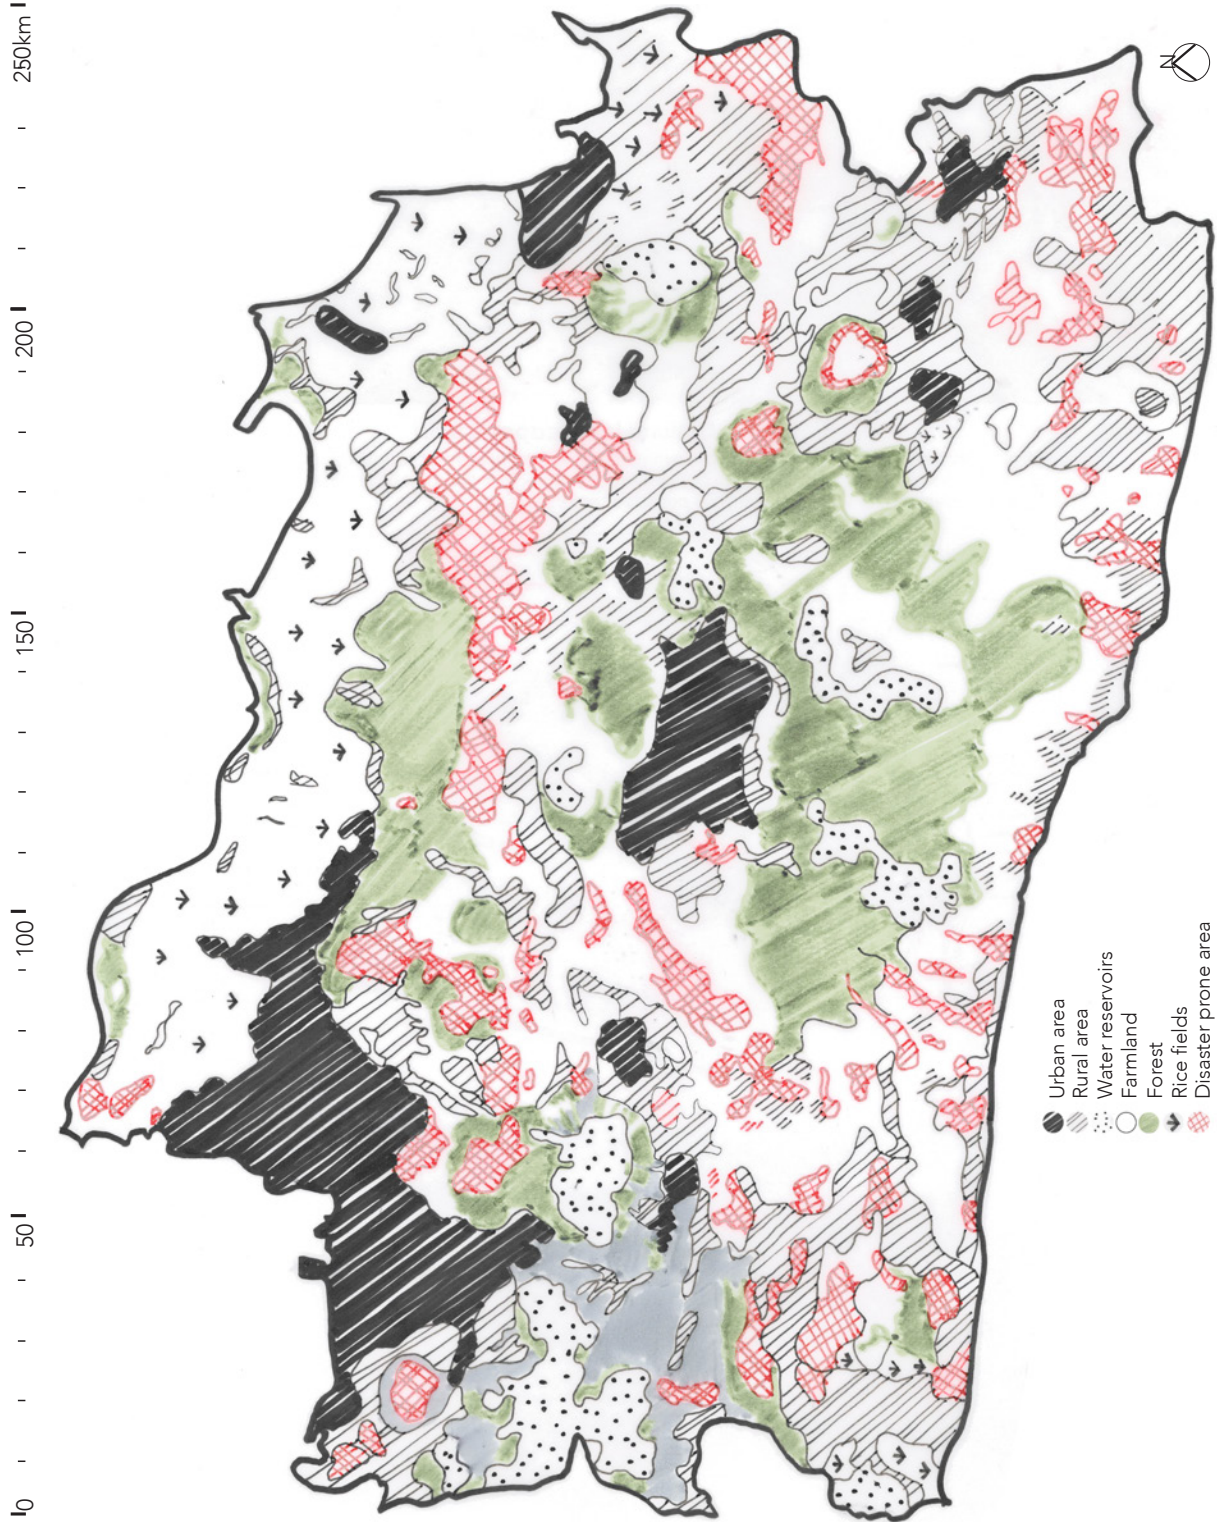 250km
200
150
100
50
0
N
Urban area
Rural area
Water reservoirs
Farmland
Forest
Rice fields
Disaster prone area